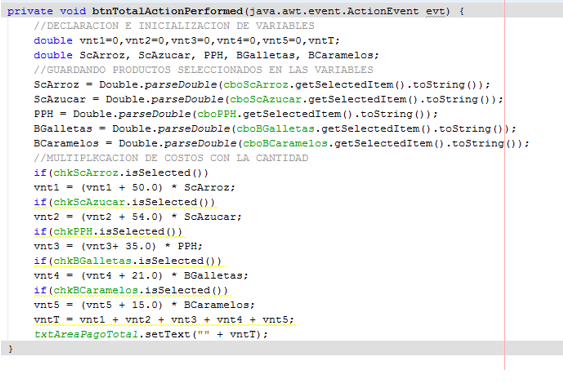 private void btnTotalActionPerformed(java.awt.event.ActionEvent evt) {
//DECLARACION E INICIALIZACION DE VARIABLES
double vnt1=0,vnt2=0,vnt3=0,vnt4=0,vnt5=0,vntT;
double ScArroz, ScAzucar, PPH, BGalletas, BCaramelos;
//GUARDANDO PRODUCTOS SELECCIONADOS EN LAS VARIABLES
ScArroz = Double.parseDouble(cboScArroz.getSelectedItem().toString());
ScAzucar = Double.parseDouble(cboScAzucar.getSelectedItem().toString());
PPH = Double.parseDouble(cboPPH.getSelectedItem().toString());
BGalletas = Double.parseDouble(cboBGalletas.getSelectedItem().toString());
BCaramelos = Double.parseDouble(cboBCaramelos.getSelectedItem().toString());
//MULTIPLKCACION DE COSTOS CON LA CANTIDAD
if(chkScArroz.isSelected())
vnt1 = (vnt1 + 50.0) * ScArroz;
if(chkScAzucar.isSelected())
vnt2 = (vnt2 + 54.0) * ScAzucar;
if(chkPPH.isSelected())
vnt3 = (vnt3+ 35.0) * PPH;
if(chkBGalletas.isSelected())
vnt4 = (vnt4 + 21.0) * BGalletas;
if(chkBCaramelos.isSelected())
vnt5 = (vnt5 + 15.0) * BCaramelos;
vntT = vnt1 + vnt2 + vnt3 + vnt4 + vnt5;
txtAreaPagoTotal.setText("" + vntT);
}